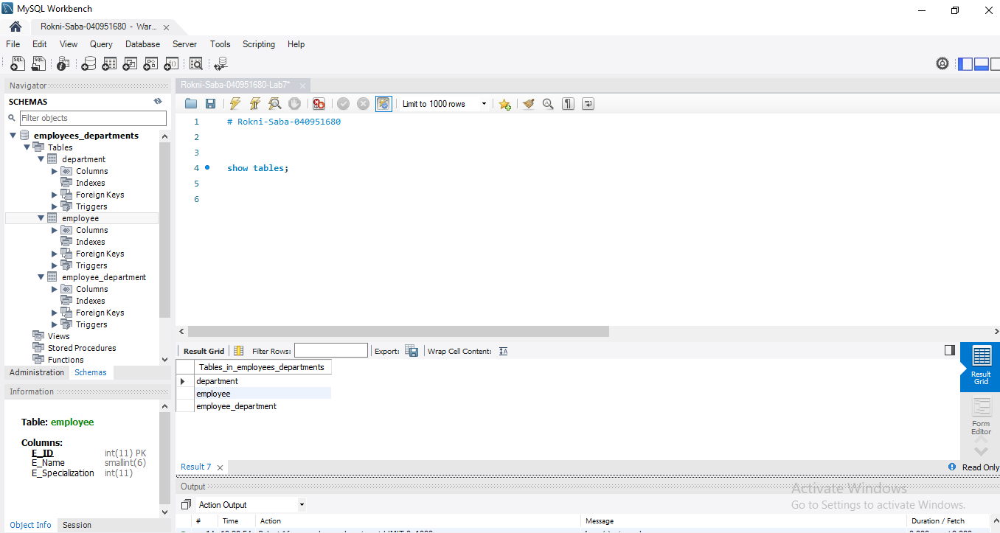 MySQL Workbench
Rokni-Saba-040951680 - War...
File Edit View Query Database Server Tools Scripting Help
Navigator
SCHEMAS
Filter objects
employees_departments
Tables
department
Columns
Indexes
Foreign Keys
Triggers
employee
Columns
Indexes
Foreign Keys
Triggers
employee_department
Columns
Indexes
Foreign Keys
Triggers
Views
Stored Procedures
Functions
Administration Schemas
Information
Table: employee
Columns:
E_ID int(11) PK
E_Name smallint(6)
E_Specialization int(11)
Object Info Session
Rokni-Saba-040951680-Lab7*
Limit to 1000 rows
1 # Rokni-Saba-040951680
2
3
4 show tables;
5
6
Result Grid Filter Rows: Export: Wrap Cell Content:
Tables_in_employees_departments
department
employee
employee_department
Result Grid
Form Editor
Result 7
Read Only
Output
Activate Windows
Go to Settings to activate Windows.
Action Output
# Time Action Message Duration / Fetch